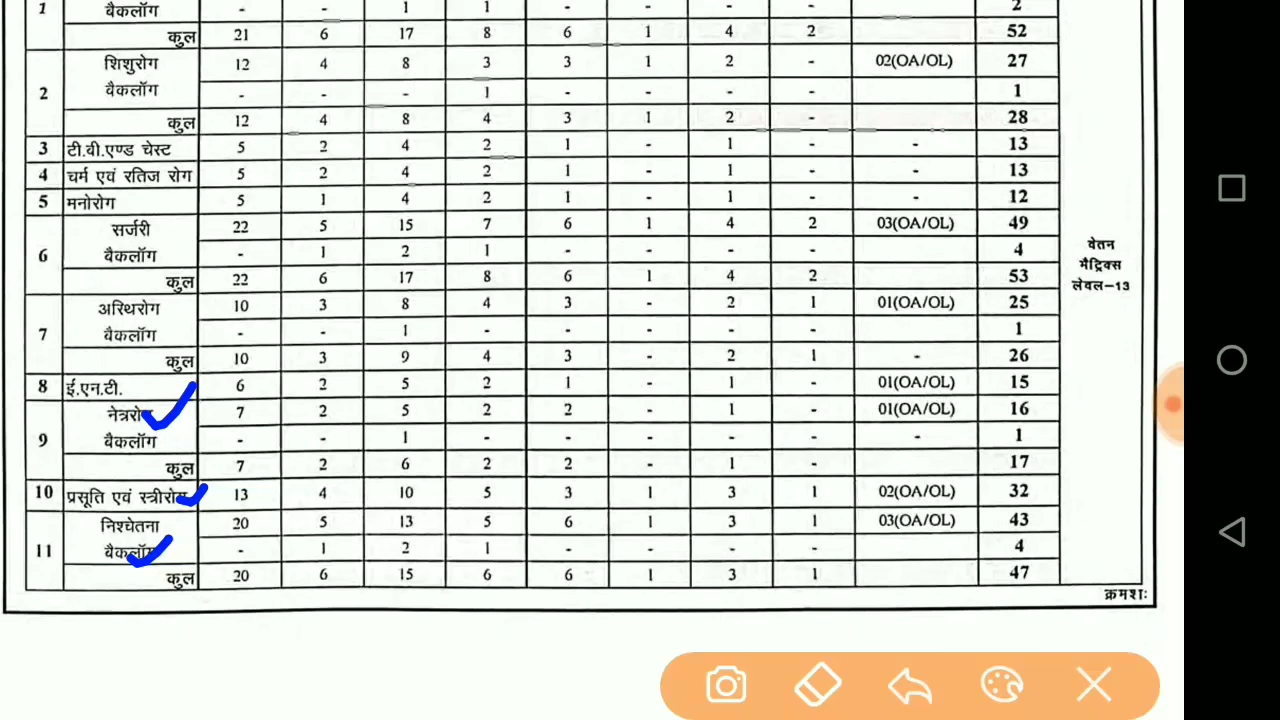 1 बैकलॉग - - 1 1 - - - - 2
कुल 21 6 17 8 6 1 4 2 52
2 शिशुरोग 12 4 8 3 3 1 2 - 02(OA/OL) 27
बैकलॉग - - - 1 - - - - 1
कुल 12 4 8 4 3 1 2 - 28
3 टी.वी.एण्ड चेस्ट 5 2 4 2 1 - 1 - - 13
4 चर्म एवं रतिज रोग 5 2 4 2 1 - 1 - - 13
5 मनोरोग 5 1 4 2 1 - 1 - - 12
6 सर्जरी 22 5 15 7 6 1 4 2 03(OA/OL) 49
बैकलॉग - 1 2 1 - - - - 4
कुल 22 6 17 8 6 1 4 2 53
7 अस्थिरोग 10 3 8 4 3 - 2 1 01(OA/OL) 25
बैकलॉग - - 1 - - - - - 1
कुल 10 3 9 4 3 - 2 1 - 26
8 ई.एन.टी. 6 2 5 2 1 - 1 - 01(OA/OL) 15
9 नेत्ररोग 7 2 5 2 2 - 1 - 01(OA/OL) 16
बैकलॉग - - 1 - - - - - - 1
कुल 7 2 6 2 2 - 1 - 17
10 प्रसूति एवं स्त्रीरोग 13 4 10 5 3 1 3 1 02(OA/OL) 32
11 निश्चेतना 20 5 13 5 6 1 3 1 03(OA/OL) 43
बैकलॉग - 1 2 1 - - - - 4
कुल 20 6 15 6 6 1 3 1 47
वेतन
मैट्रिक्स
लेवल-13
क्रमशः